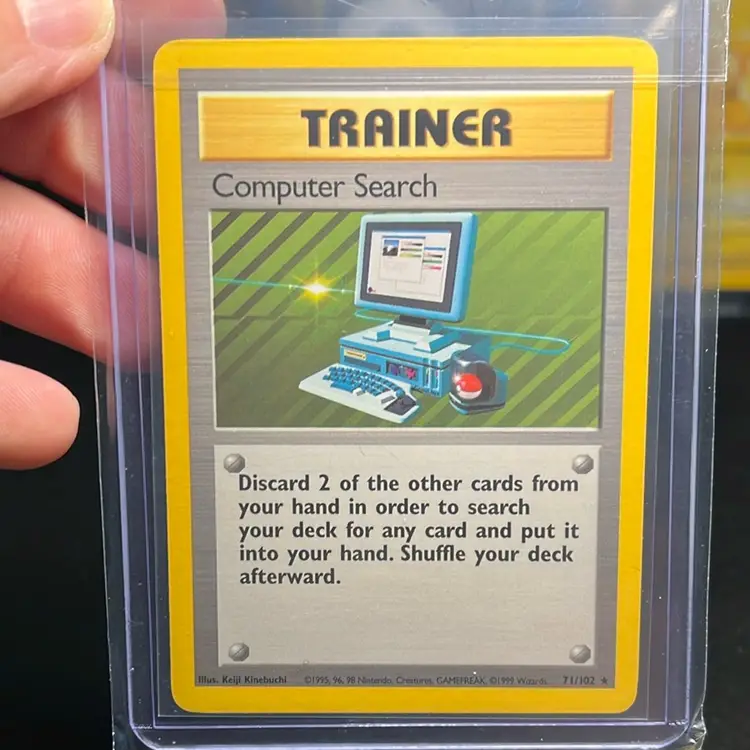 TRAINER
Computer Search
Discard 2 of the other cards from
your hand in order to search
your deck for any card and put it
into your hand. Shuffle your deck
afterward.
Illus. Keiji Kinebuchi ©1995, 96, 98 Nintendo, Creatures, GAMEFREAK. ©1999 Wizards. 71/102 ★